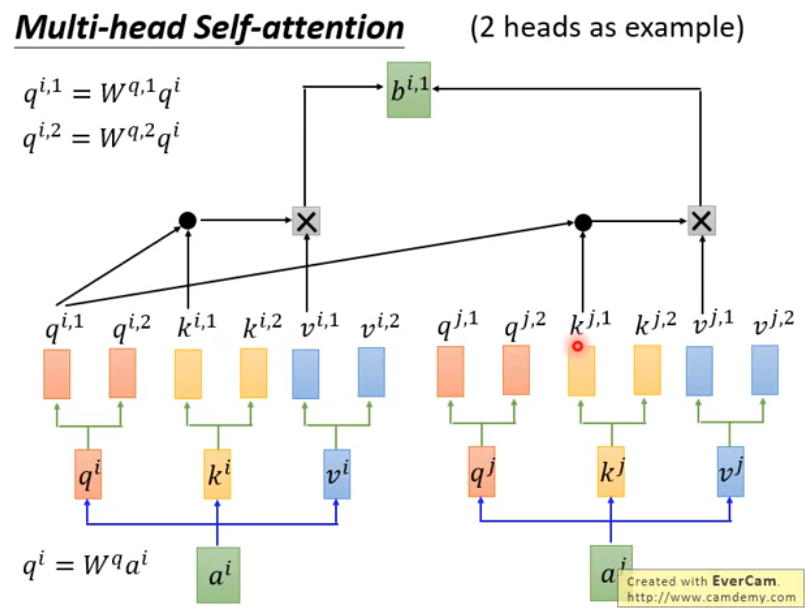 Multi-head Self-attention (2 heads as example)
q^{i,1} = W^{q,1}q^{i}
q^{i,2} = W^{q,2}q^{i}
b^{i,1}
q^{i,1} q^{i,2} k^{i,1} k^{i,2} v^{i,1} v^{i,2} q^{j,1} q^{j,2} k^{j,1} k^{j,2} v^{j,1} v^{j,2}
q^{i} k^{i} v^{i} q^{j} k^{j} v^{j}
q^{i} = W^{q}a^{i}
a^{i} a^{j}
Created with EverCam.
http://www.camdemy.com